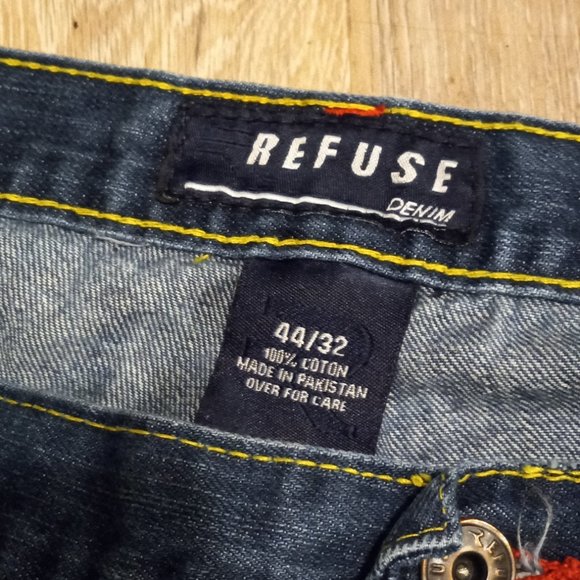 REFUSE
DENIM
44/32
100% COTON
MADE IN PAKISTAN
OVER FOR CARE